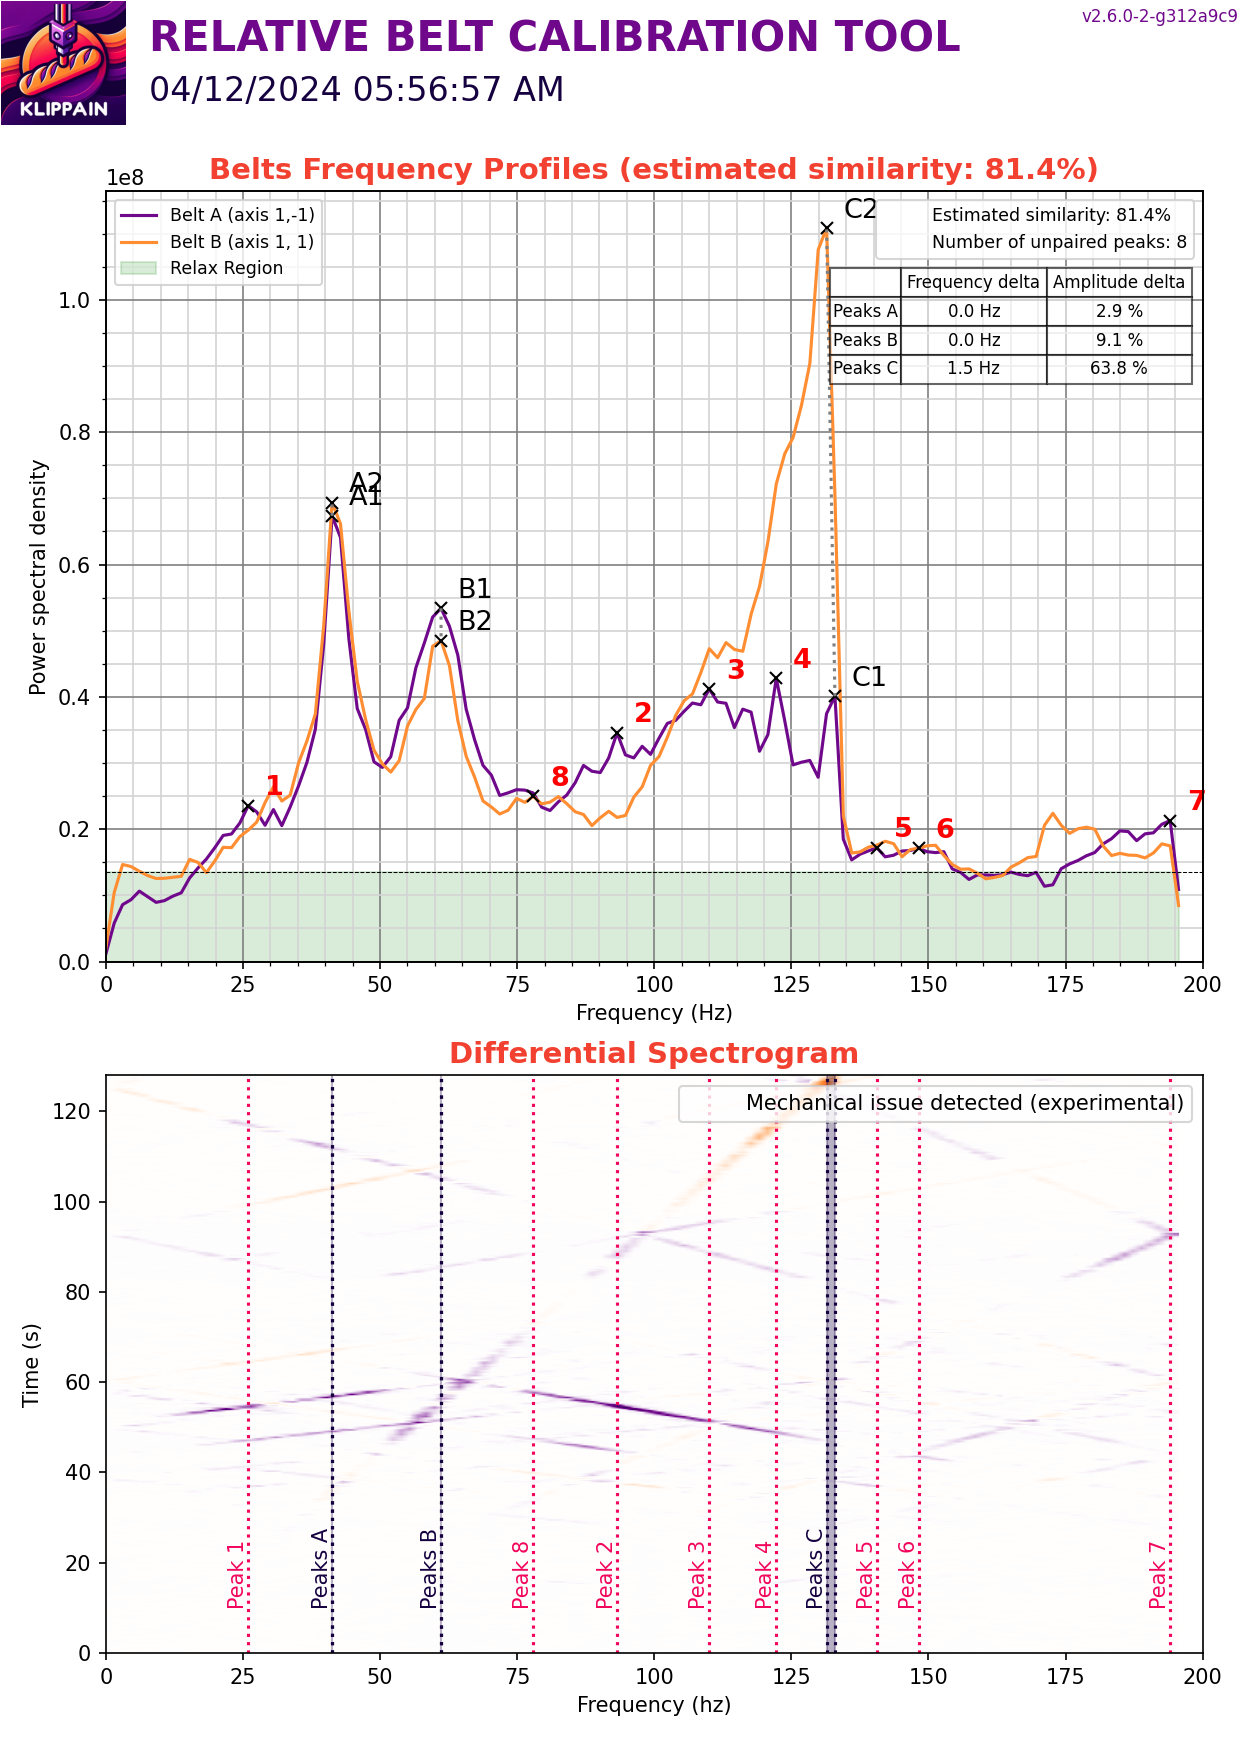 v2.6.0-2-g312a9c9
RELATIVE BELT CALIBRATION TOOL
04/12/2024 05:56:57 AM
KLIPPAIN
Belts Frequency Profiles (estimated similarity: 81.4%)
1e8
Belt A (axis 1,-1)
Belt B (axis 1, 1)
Relax Region
C2
Estimated similarity: 81.4%
Number of unpaired peaks: 8
Frequency delta Amplitude delta
Peaks A 0.0 Hz 2.9 %
Peaks B 0.0 Hz 9.1 %
Peaks C 1.5 Hz 63.8 %
A2
A1
B1
B2
C1
1
2
3
4
5
6
7
8
1.0
0.8
0.6
0.4
0.2
0.0
Power spectral density
0 25 50 75 100 125 150 175 200
Frequency (Hz)
Differential Spectrogram
Mechanical issue detected (experimental)
120
100
80
60
40
20
0
Time (s)
Peak 1
Peaks A
Peaks B
Peak 8
Peak 2
Peak 3
Peak 4
Peaks C
Peak 5
Peak 6
Peak 7
0 25 50 75 100 125 150 175 200
Frequency (hz)